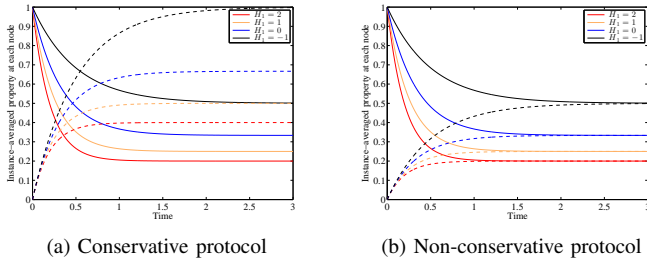 Instance−averaged property at each node
1
0.9
0.8
0.7
0.6
0.5
0.4
0.3
0.2
0.1
0
0 0.5 1 1.5 2 2.5 3
Time
H₁ = 2
H₁ = 1
H₁ = 0
H₁ = −1
(a) Conservative protocol
Instance−averaged property at each node
1
0.9
0.8
0.7
0.6
0.5
0.4
0.3
0.2
0.1
0
0 0.5 1 1.5 2 2.5 3
Time
H₁ = 2
H₁ = 1
H₁ = 0
H₁ = −1
(b) Non-conservative protocol